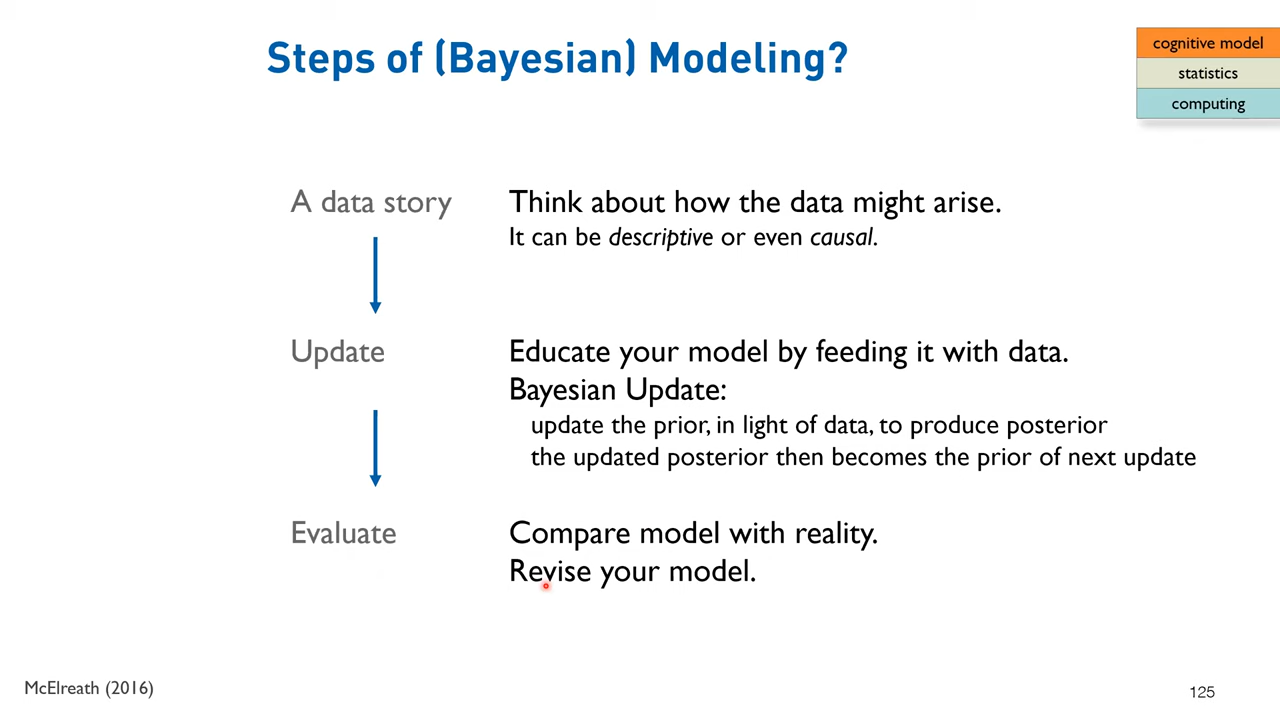 Steps of (Bayesian) Modeling?
cognitive model
statistics
computing
A data story
Think about how the data might arise.
It can be descriptive or even causal.
Update
Educate your model by feeding it with data.
Bayesian Update:
update the prior, in light of data, to produce posterior
the updated posterior then becomes the prior of next update
Evaluate
Compare model with reality.
Revise your model.
McElreath (2016)
125